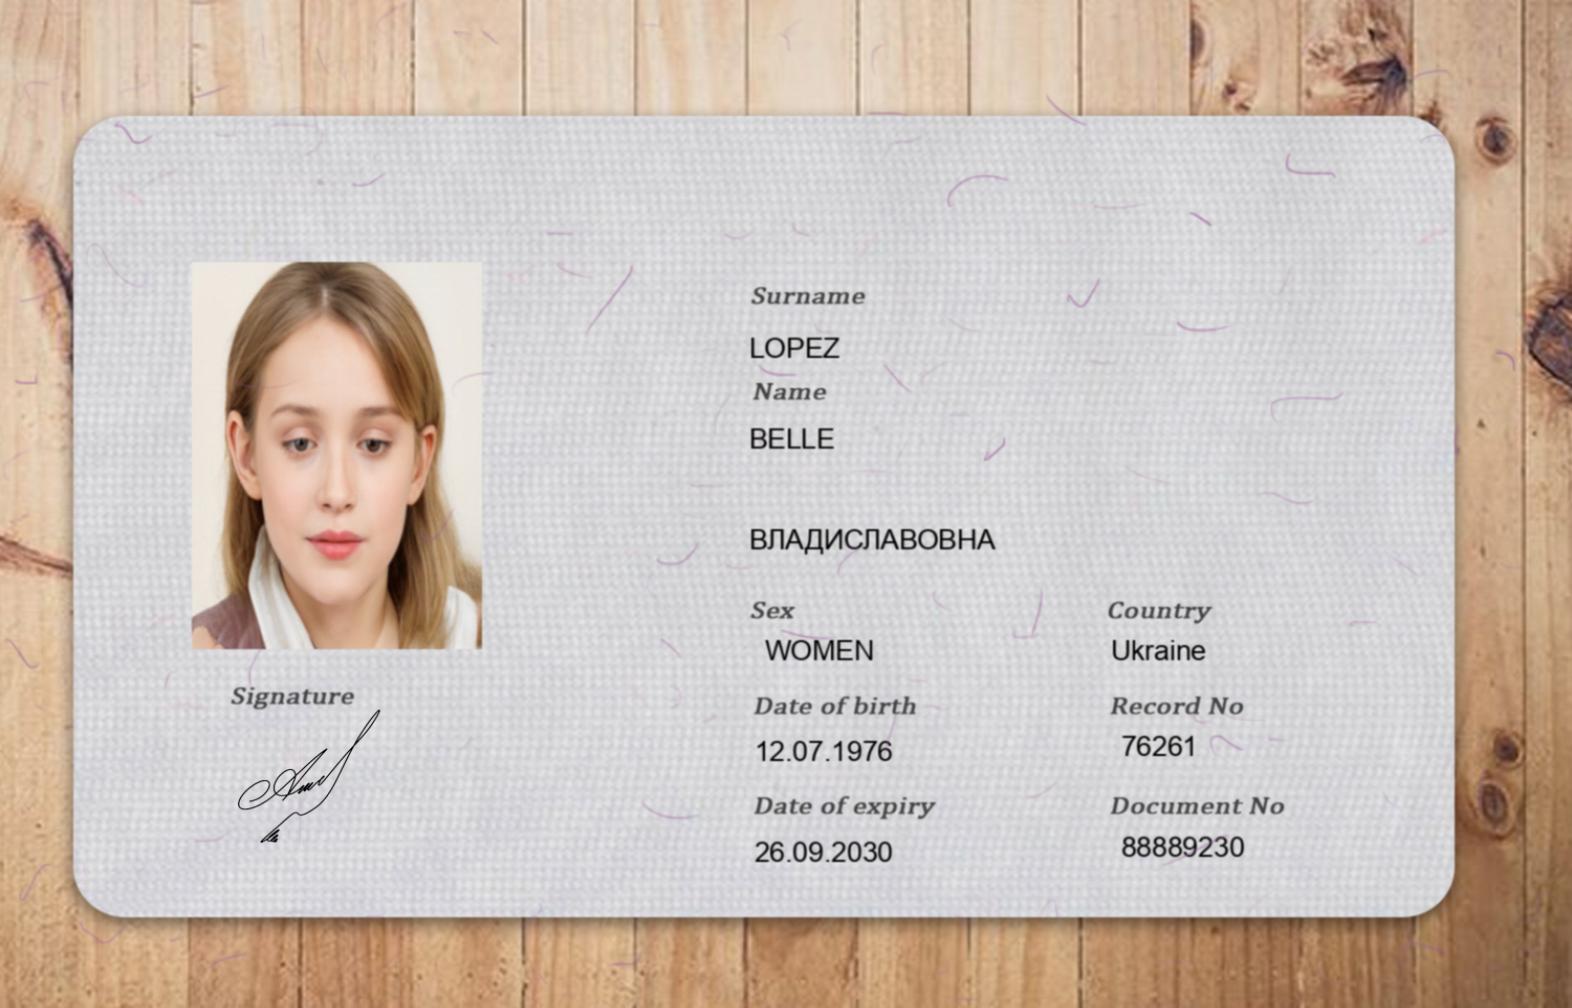 Surname
LOPEZ
Name
BELLE
ВЛАДИСЛАВОВНА
Sex
Country
WOMEN
Ukraine
Date of birth
Record No
12.07.1976
76261
Date of expiry
Document No
26.09.2030
88889230
Signature